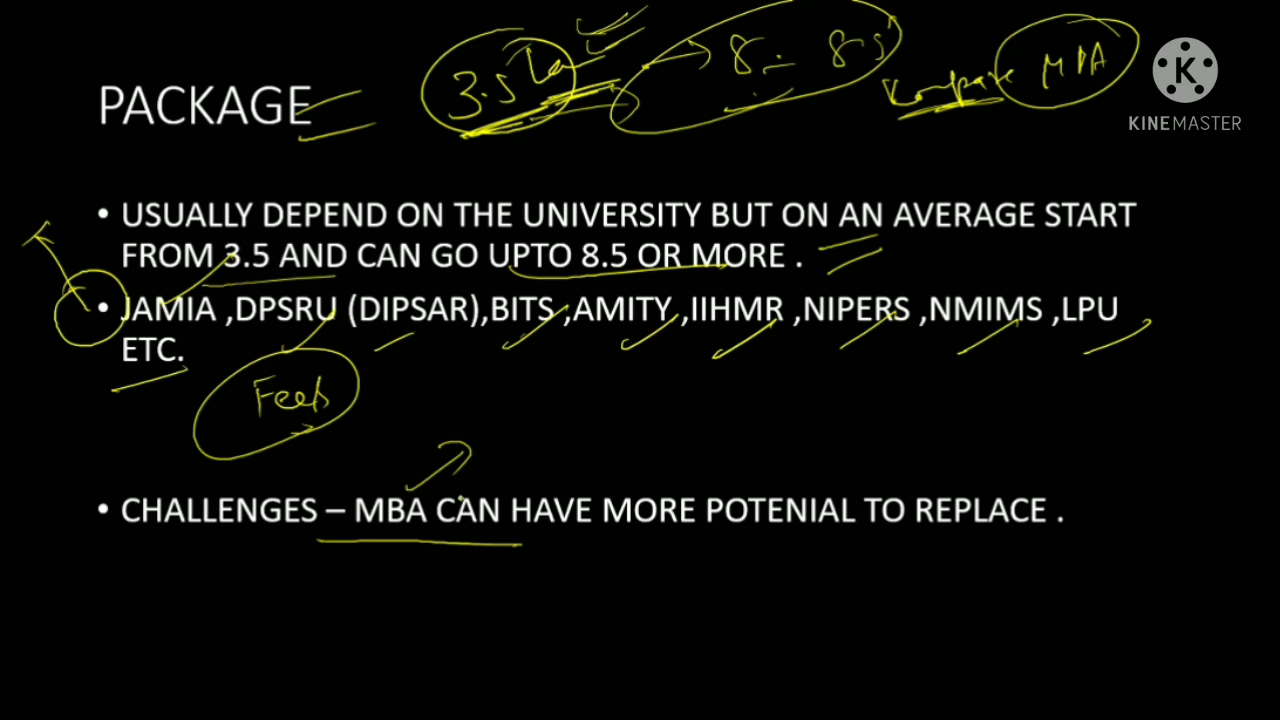 3.5 La
8 - 8.5
Compare MBA
K
KINEMASTER
PACKAGE
• USUALLY DEPEND ON THE UNIVERSITY BUT ON AN AVERAGE START
FROM 3.5 AND CAN GO UPTO 8.5 OR MORE .
• JAMIA ,DPSRU (DIPSAR),BITS ,AMITY ,IIHMR ,NIPERS ,NMIMS ,LPU
ETC.
Fees
• CHALLENGES – MBA CAN HAVE MORE POTENIAL TO REPLACE .